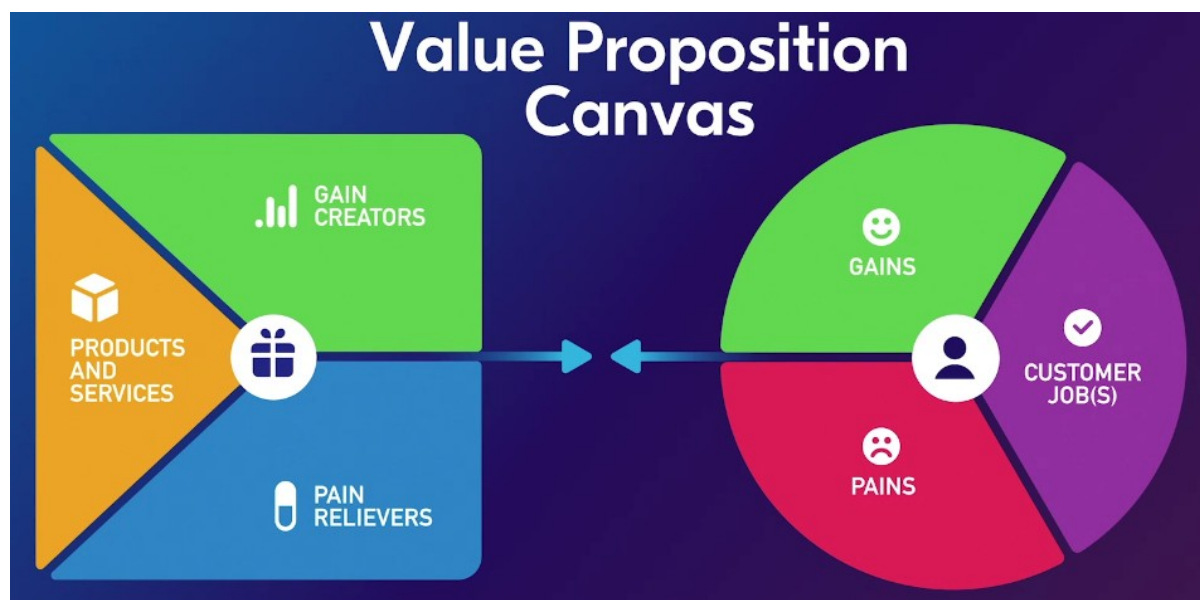 Value Proposition
Canvas
GAIN
CREATORS
PRODUCTS
AND
SERVICES
PAIN
RELIEVERS
GAINS
CUSTOMER
JOB(S)
PAINS